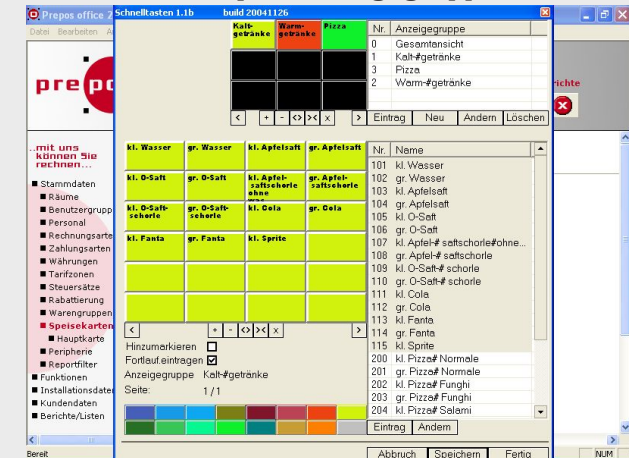 Prepos office 2
Schnelltasten 1.1b build 20041126
Datei Bearbeiten
prepo
..mit uns
können Sie
rechnen...
Stammdaten
Räume
Benutzergrupp
Personal
Rechnungsarte
Zahlungsarten
Währungen
Tarifzonen
Steuersätze
Rabattierung
Warengruppen
Speisekarten
Hauptkarte
Peripherie
Reportfilter
Funktionen
Installationsdaten
Kundendaten
Berichte/Listen
Bereit
Kalt-
getränke
Warm-
getränke
Pizza
< + - <> >< x >
Nr. Anzeigegruppe
0 Gesamtansicht
1 Kalt-#getränke
3 Pizza
2 Warm-#getränke
Eintrag Neu Andern Löschen
kl. Wasser gr. Wasser kl. Apfelsaft gr. Apfelsaft
kl. O-Saft gr. O-Saft kl. Apfel-
saftschorle
ohne
gr. Apfel-
saftschorle
kl. O-Saft-
schorle
gr. O-Saft-
schorle
kl. Cola gr. Cola
kl. Fanta gr. Fanta kl. Sprite
< + - <> >< x >
Hinzumarkieren
Fortlauf.eintragen
Anzeigegruppe Kalt-#getränke
Seite: 1/1
Nr. Name
101 kl. Wasser
102 gr. Wasser
103 kl. Apfelsaft
104 gr. Apfelsaft
105 kl. O-Saft
106 gr. O-Saft
107 kl. Apfel-# saftschorle#ohne...
108 gr. Apfel-# saftschorle
109 kl. O-Saft-# schorle
110 gr. O-Saft-# schorle
111 kl. Cola
112 gr. Cola
113 kl. Fanta
114 gr. Fanta
115 kl. Sprite
200 kl. Pizza# Normale
201 gr. Pizza# Normale
202 kl. Pizza# Funghi
203 gr. Pizza# Funghi
204 kl. Pizza# Salami
Eintrag Andern
Abbruch Speichern Fertig
richte
NUM